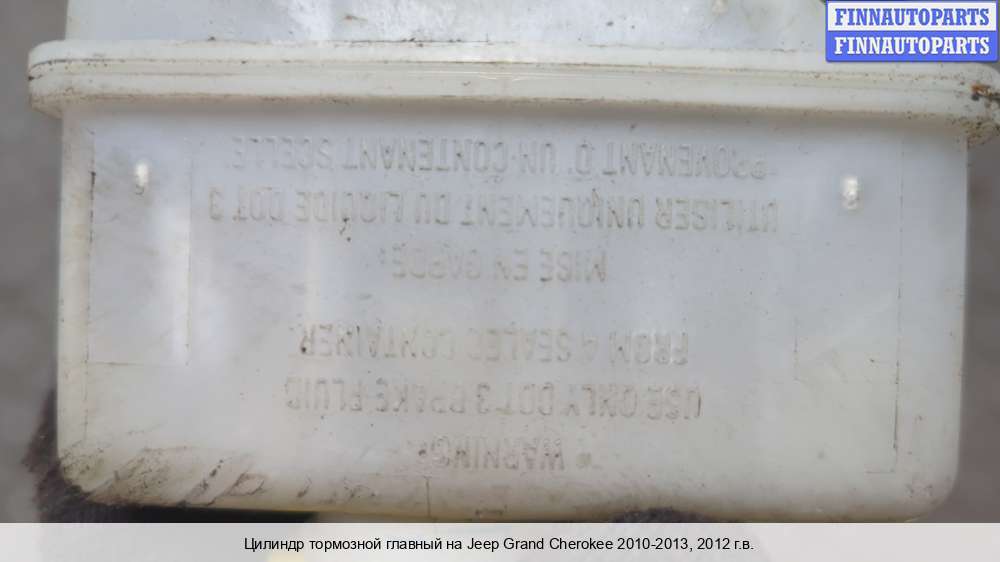 FINNAUTOPARTS
FINNAUTOPARTS
WARNING:
USE ONLY DOT 3 BRAKE FLUID
FROM A SEALED CONTAINER
MISE EN GARDE:
UTILISER UNIQUEMENT DU LIQUIDE DOT 3
PROVENANT D'UN CONTENANT SCELLE
Цилиндр тормозной главный на Jeep Grand Cherokee 2010-2013, 2012 г.в.